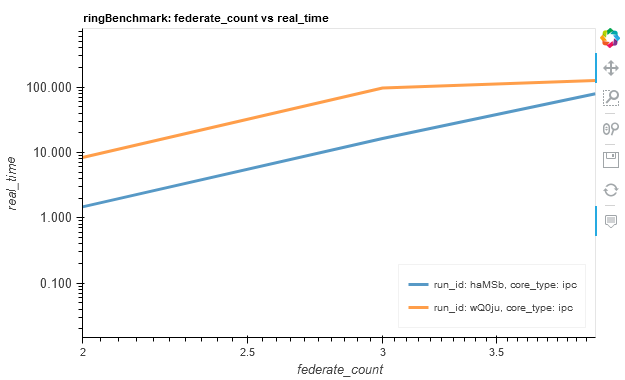 ringBenchmark: federate_count vs real_time
real_time
100.000
10.000
1.000
0.100
run_id: haMSb, core_type: ipc
run_id: wQ0ju, core_type: ipc
2
2.5
3
3.5
federate_count